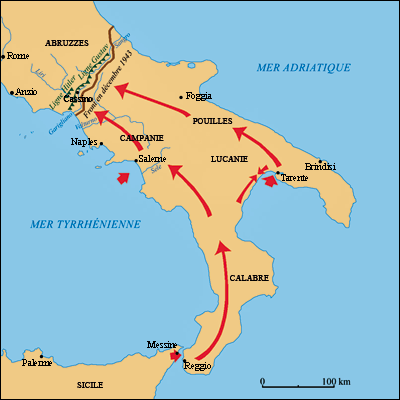 ABRUZZES
Sangro
Rome
Ligne Hitler
Ligne Gustav
Front en décembre 1943
MER ADRIATIQUE
Liri
Anzio
Cassino
Foggia
Garigliano
Volturno
POUILLES
Naples
CAMPANIE
Salerne
Sele
LUCANIE
Brindisi
Tarente
MER TYRRHÉNIENNE
CALABRE
Messine
Palerme
Reggio
SICILE
0
100 km